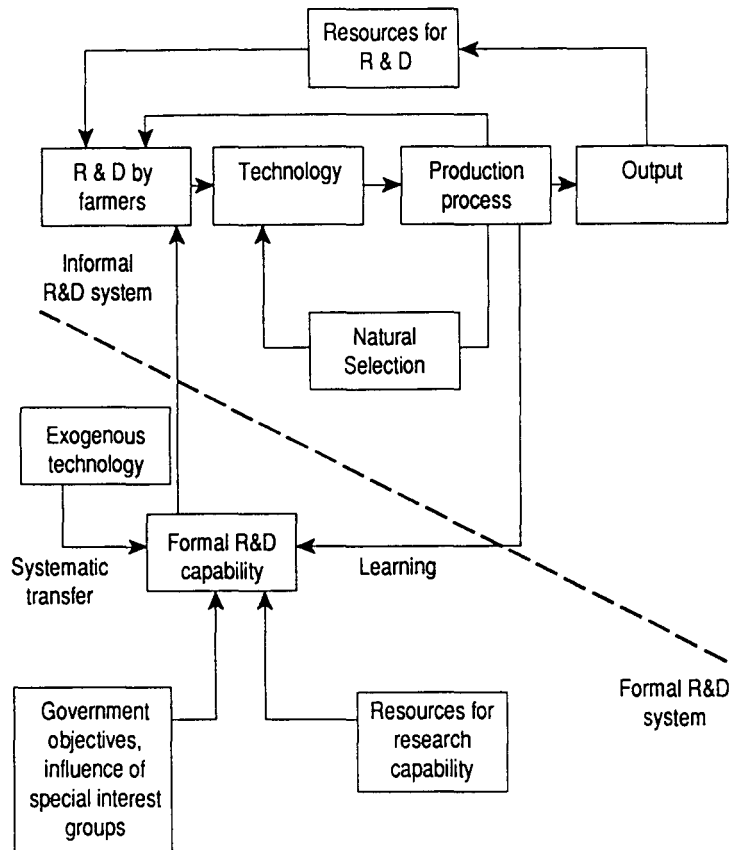 Resources for
R & D
R & D by
farmers
Technology
Production
process
Output
Informal
R&D system
Natural
Selection
Exogenous
technology
Systematic
transfer
Formal R&D
capability
Learning
Formal R&D
system
Government
objectives,
influence of
special interest
groups
Resources for
research
capability